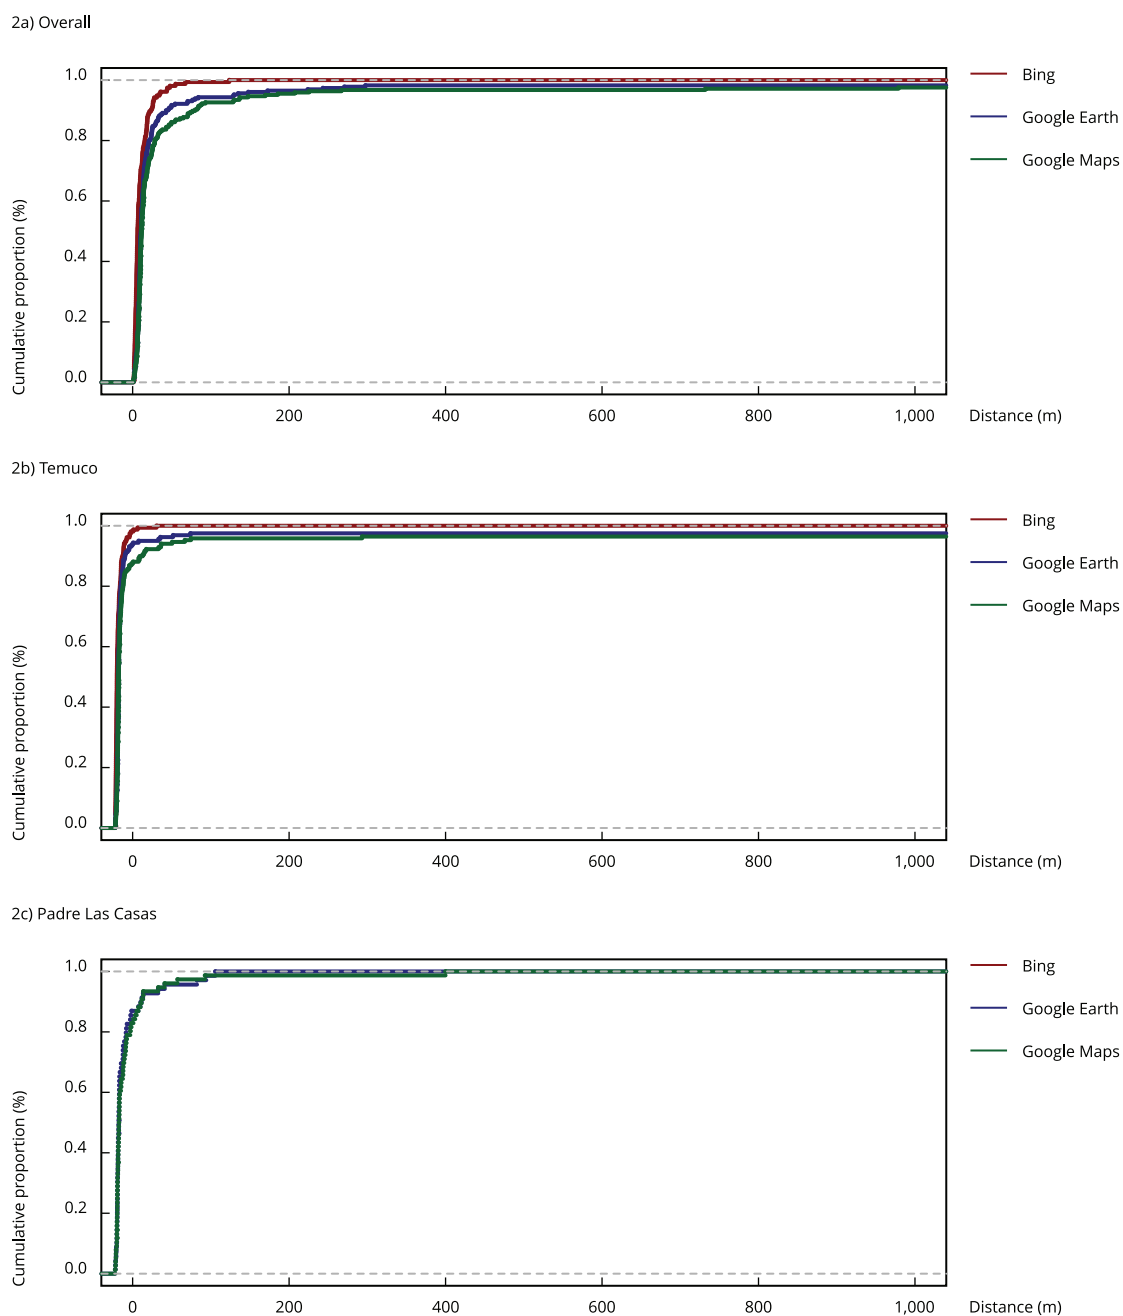 2a) Overall
Cumulative proportion (%)
1.0
0.8
0.6
0.4
0.2
0.0
0 200 400 600 800 1,000 Distance (m)
Bing
Google Earth
Google Maps
2b) Temuco
Cumulative proportion (%)
1.0
0.8
0.6
0.4
0.2
0.0
0 200 400 600 800 1,000 Distance (m)
Bing
Google Earth
Google Maps
2c) Padre Las Casas
Cumulative proportion (%)
1.0
0.8
0.6
0.4
0.2
0.0
0 200 400 600 800 1,000 Distance (m)
Bing
Google Earth
Google Maps